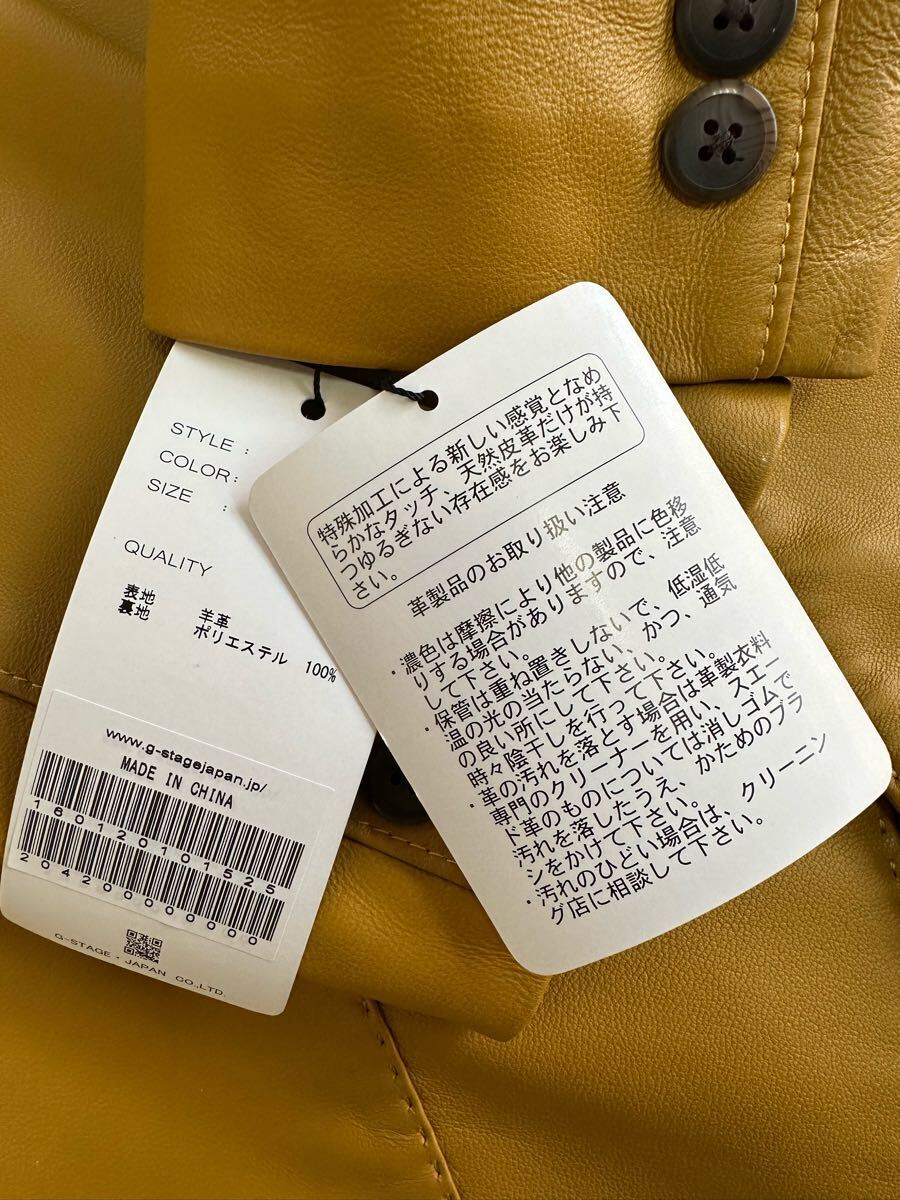 STYLE :
COLOR:
SIZE :
QUALITY
表地 羊革
裏地 ポリエステル 100%
www.g-stagejapan.jp/
MADE IN CHINA
160120101525
2042000000000
G-STAGE・JAPAN CO.,LTD.
特殊加工による新しい感覚となめ
らかなタッチ、天然皮革だけが持
つゆるぎない存在感をお楽しみ下
さい。
革製品のお取り扱い注意
・濃色は摩擦により他の製品に色移
りする場合がありますので、注意
して下さい。
・保管は重ね置きしないで、低湿低
温の光の当たらない、かつ、通気
の良い所にして下さい。
時々陰干しを行って下さい。
・革の汚れを落とす場合は革製衣料
専門のクリーナーを用い、スエー
ド革のものについては消しゴムで
汚れを落したうえ、かためのブラ
シをかけて下さい。
・汚れのひどい場合は、クリーニン
グ店に相談して下さい。